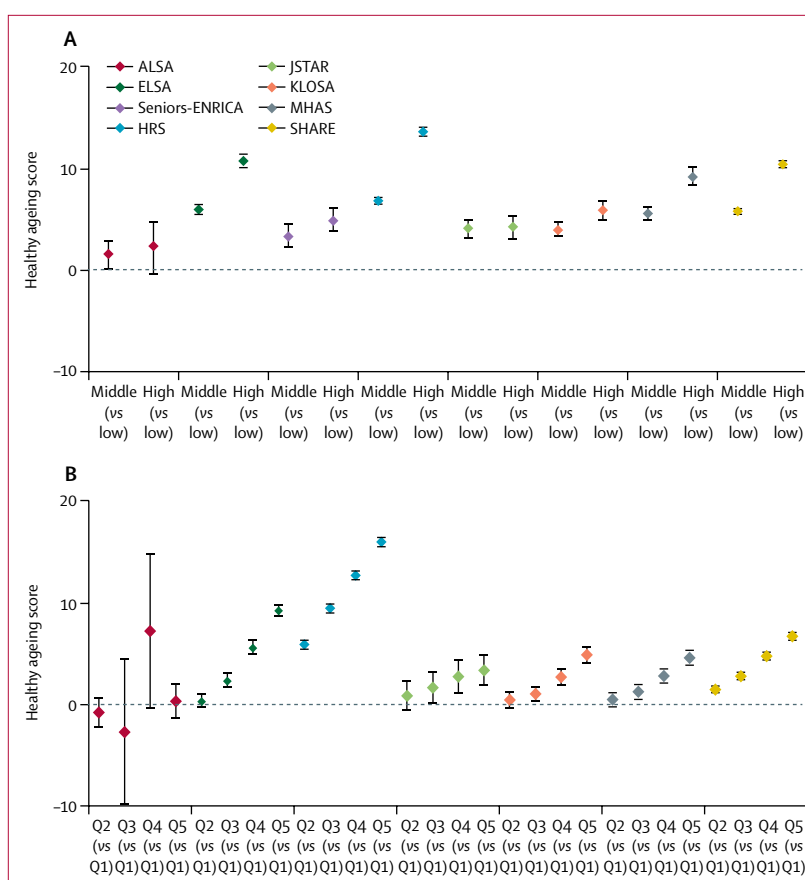 A
20
10
0
–10
Healthy ageing score
ALSA
ELSA
Seniors-ENRICA
HRS
JSTAR
KLOSA
MHAS
SHARE
Middle High Middle High Middle High Middle High Middle High Middle High Middle High Middle High
(vs (vs (vs (vs (vs (vs (vs (vs (vs (vs (vs (vs (vs (vs (vs (vs
low) low) low) low) low) low) low) low) low) low) low) low) low) low) low) low)
B
20
10
0
–10
Healthy ageing score
Q2 Q3 Q4 Q5 Q2 Q3 Q4 Q5 Q2 Q3 Q4 Q5 Q2 Q3 Q4 Q5 Q2 Q3 Q4 Q5 Q2 Q3 Q4 Q5 Q2 Q3 Q4 Q5
(vs (vs (vs (vs (vs (vs (vs (vs (vs (vs (vs (vs (vs (vs (vs (vs (vs (vs (vs (vs (vs (vs (vs (vs (vs (vs (vs (vs
Q1) Q1) Q1) Q1) Q1) Q1) Q1) Q1) Q1) Q1) Q1) Q1) Q1) Q1) Q1) Q1) Q1) Q1) Q1) Q1) Q1) Q1) Q1) Q1) Q1) Q1) Q1) Q1)